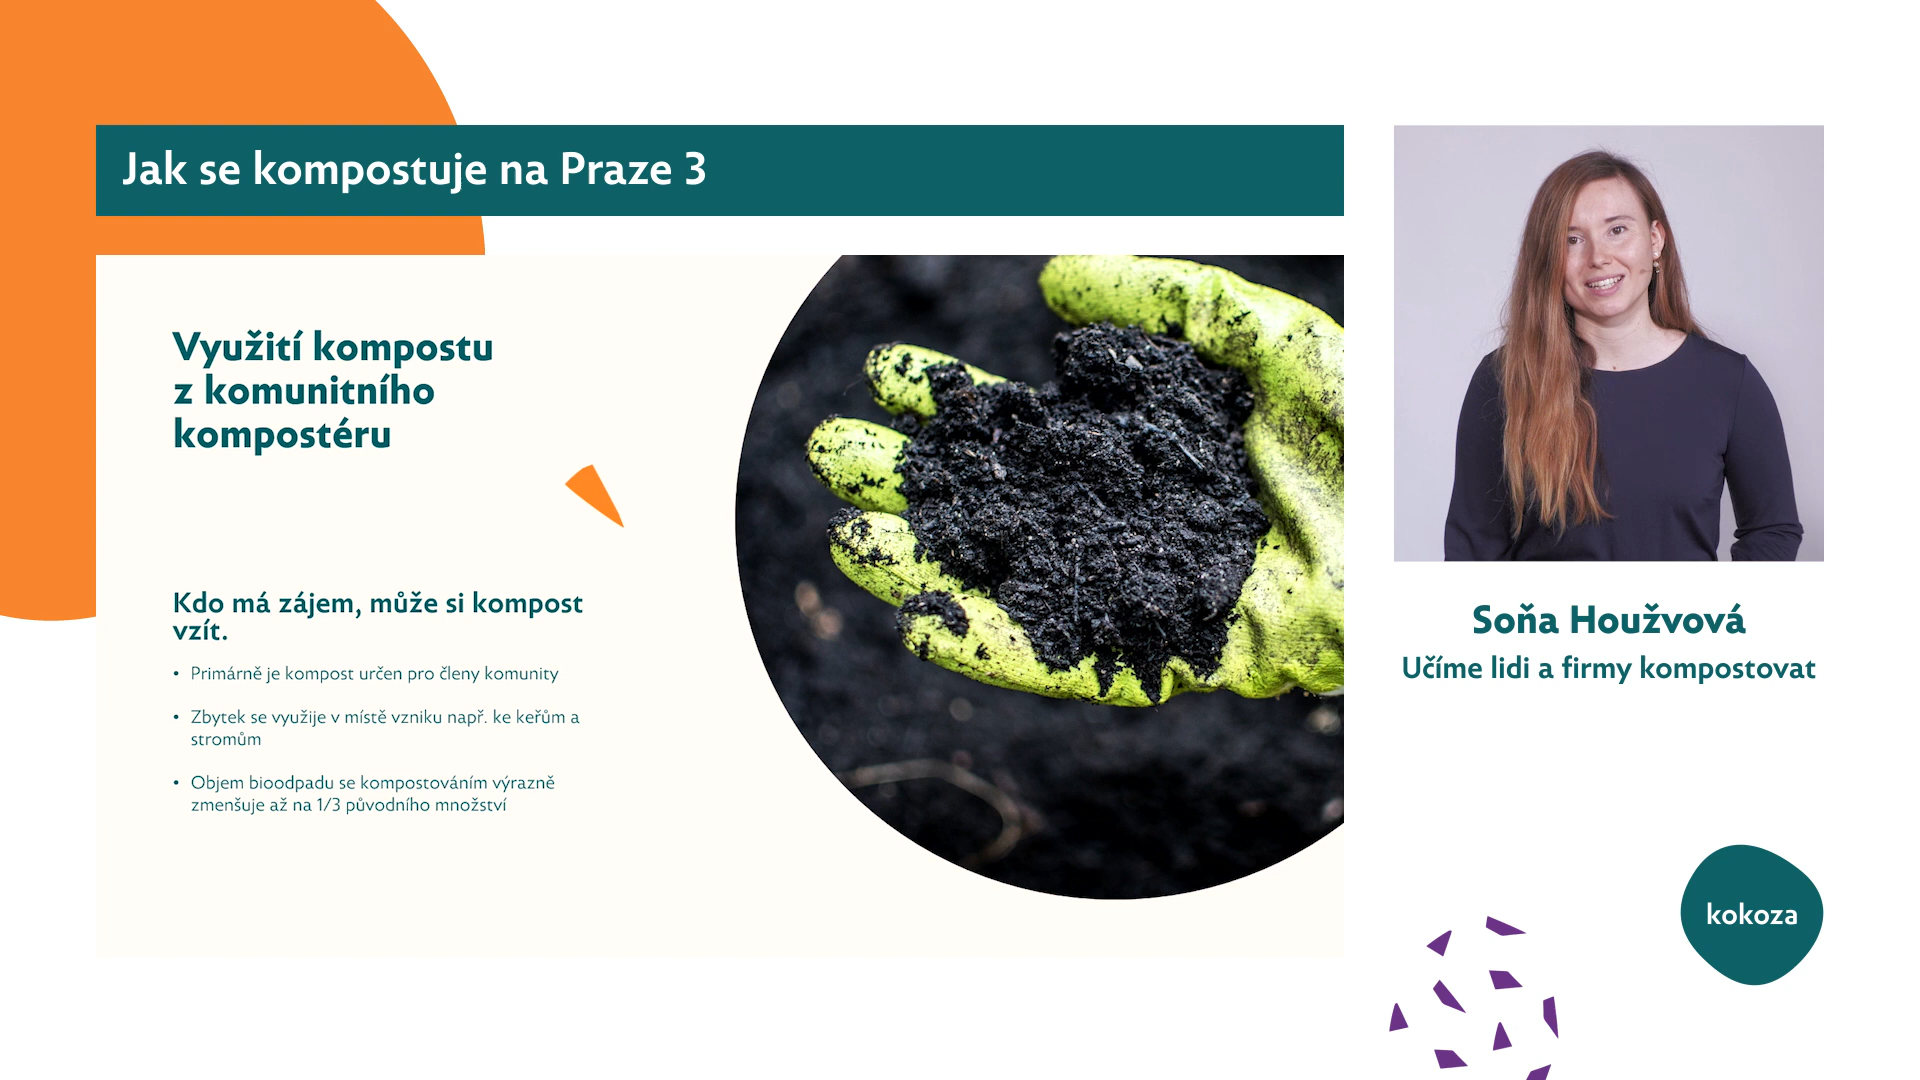 Jak se kompostuje na Praze 3
Využití kompostu
z komunitního
kompostéru
Kdo má zájem, může si kompost
vzít.
• Primárně je kompost určen pro členy komunity
• Zbytek se využije v místě vzniku např. ke keřům a
stromům
• Objem bioodpadu se kompostováním výrazně
zmenšuje až na 1/3 původního množství
Soňa Houžvová
Učíme lidi a firmy kompostovat
kokoza